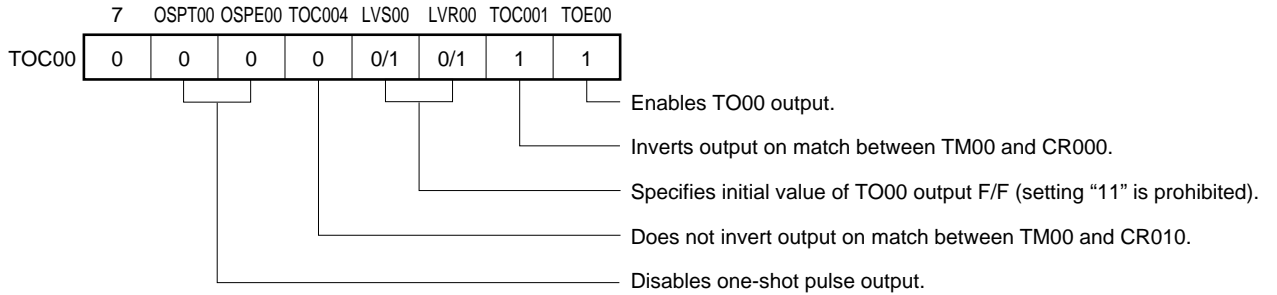 7 OSPT00 OSPE00 TOC004 LVS00 LVR00 TOC001 TOE00
TOC00 0 0 0 0 0/1 0/1 1 1
Enables TO00 output.
Inverts output on match between TM00 and CR000.
Specifies initial value of TO00 output F/F (setting “11” is prohibited).
Does not invert output on match between TM00 and CR010.
Disables one-shot pulse output.